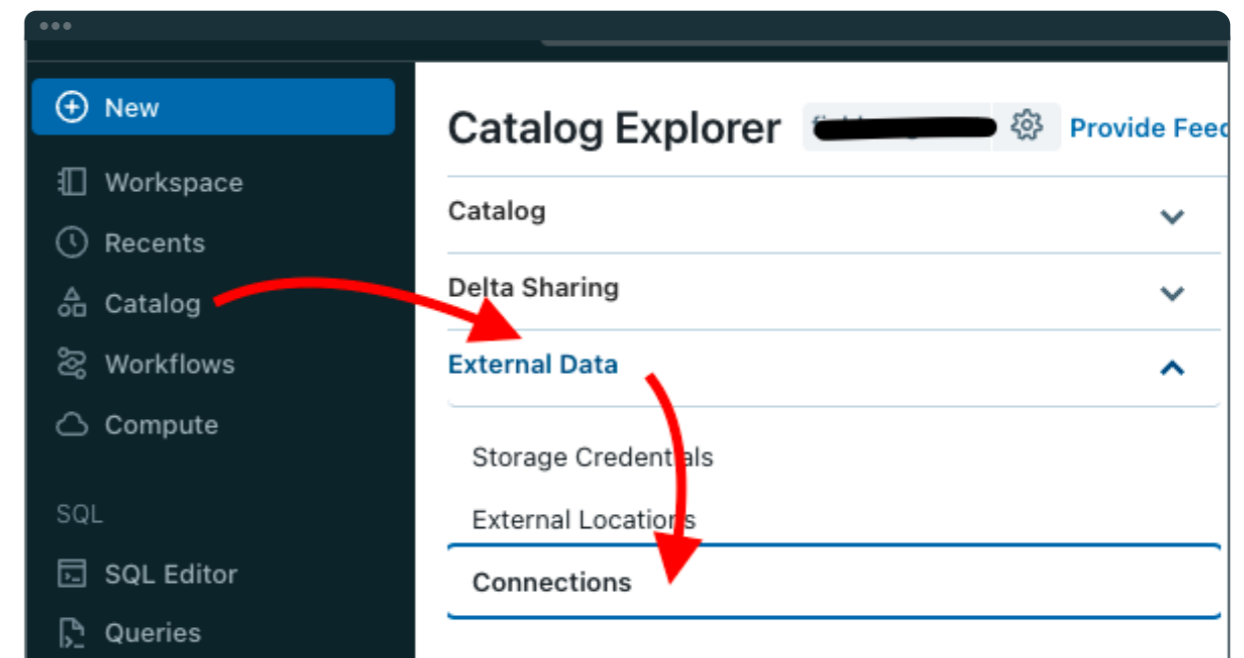 New
Workspace
Recents
Catalog
Workflows
Compute
SQL
SQL Editor
Queries
Catalog Explorer
Provide Feed
Catalog
Delta Sharing
External Data
Storage Credentials
External Locations
Connections